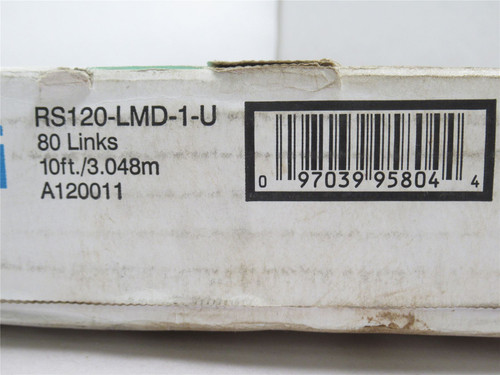 RS120-LMD-1-U
80 Links
10ft./3.048m
A120011
0 97039 95804 4